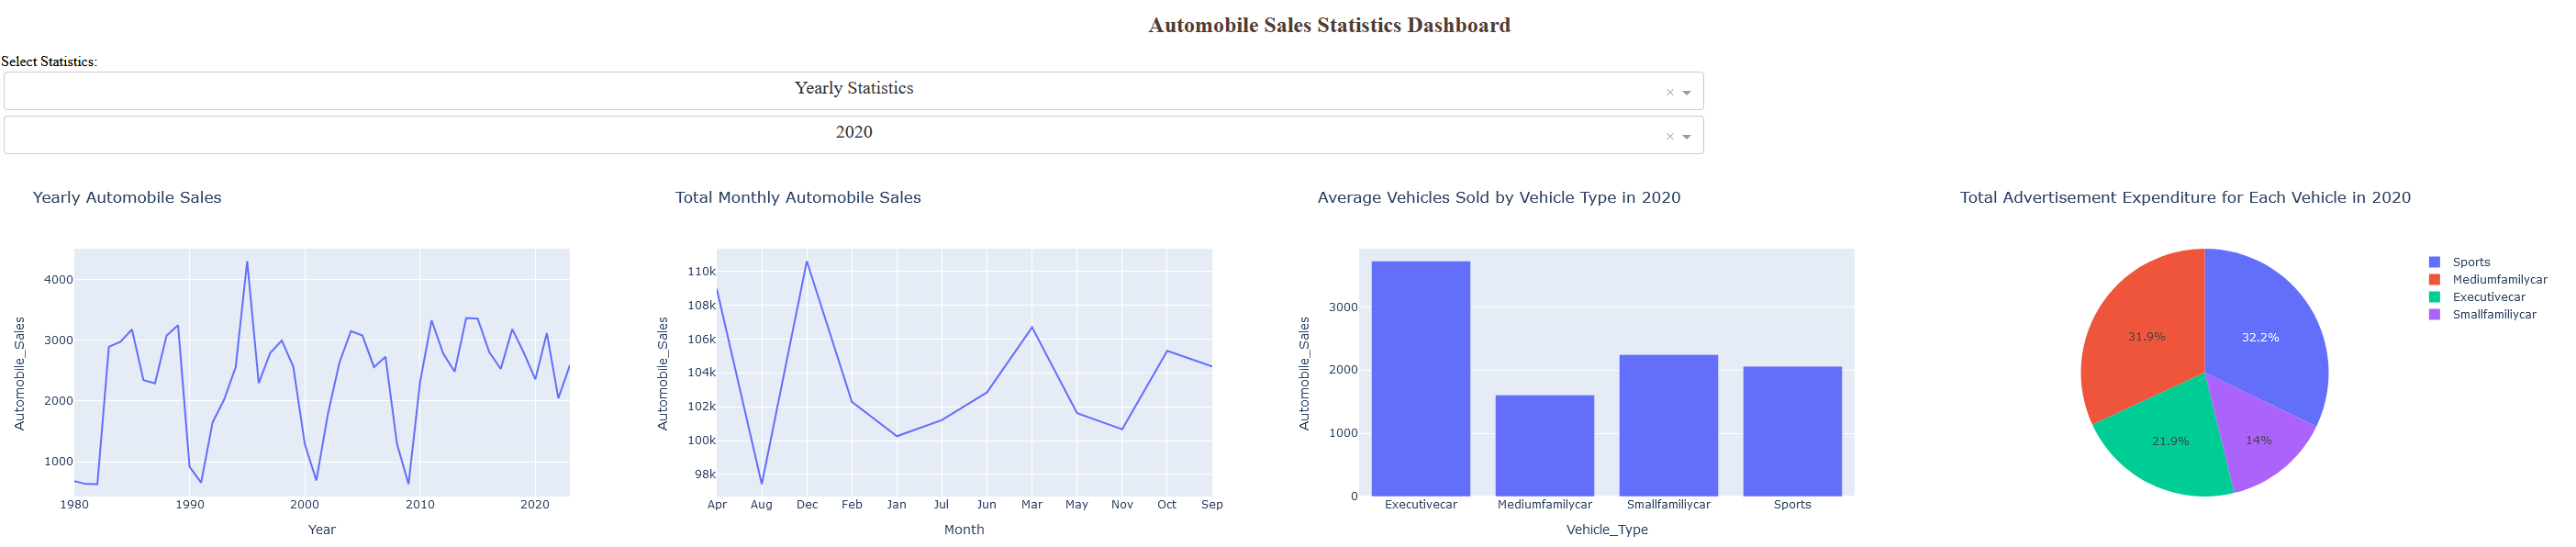 Automobile Sales Statistics Dashboard
Select Statistics:
Yearly Statistics
×
2020
×
Yearly Automobile Sales
4000
3000
2000
1000
1980 1990 2000 2010 2020
Automobile_Sales
Year
Total Monthly Automobile Sales
110k
108k
106k
104k
102k
100k
98k
Apr Aug Dec Feb Jan Jul Jun Mar May Nov Oct Sep
Automobile_Sales
Month
Average Vehicles Sold by Vehicle Type in 2020
3000
2000
1000
0
Executivecar Mediumfamilycar Smallfamiliycar Sports
Automobile_Sales
Vehicle_Type
Total Advertisement Expenditure for Each Vehicle in 2020
31.9%
32.2%
21.9%
14%
Sports
Mediumfamilycar
Executivecar
Smallfamiliycar